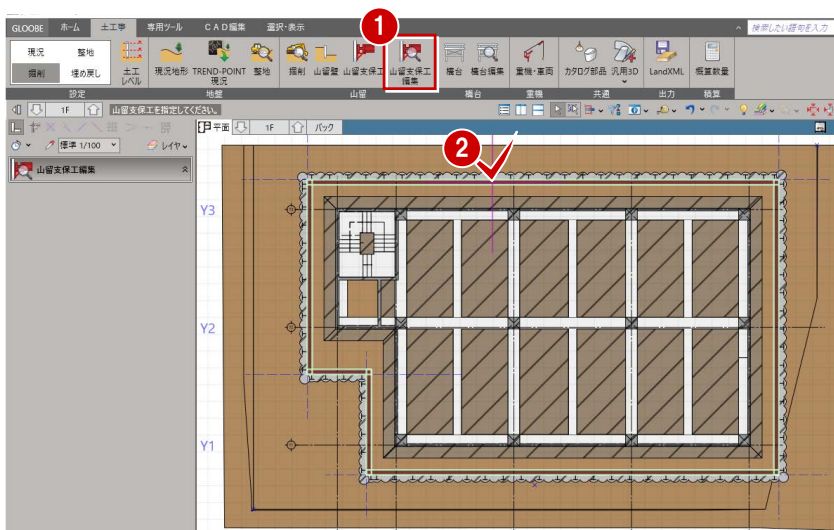 1
GLOOBE ホーム 土工事 専用ツール CAD編集 選択・表示 検索したい語句を入力
現況 整地 掘削 埋め戻し 土工レベル 現況地形 TREND-POINT現況 整地 掘削 山留壁 山留支保工 山留支保工編集 構台 構台編集 重機・車両 カタログ部品 汎用3D LandXML 概算数量
設定 地盤 山留 構台 重機 共通 出力 積算
1F 山留支保工を指定してください。
平面 1F バック
標準 1/100 レイヤ
2
山留支保工編集
Y3
Y2
Y1